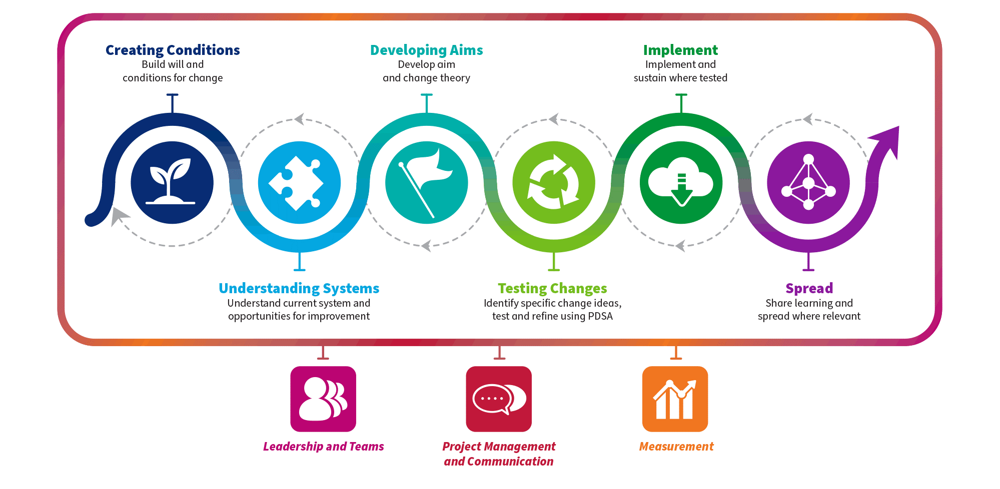 Creating Conditions
Build will and
conditions for change
Developing Aims
Develop aim
and change theory
Implement
Implement and
sustain where tested
Understanding Systems
Understand current system and
opportunities for improvement
Testing Changes
Identify specific change ideas,
test and refine using PDSA
Spread
Share learning and
spread where relevant
Leadership and Teams
Project Management
and Communication
Measurement